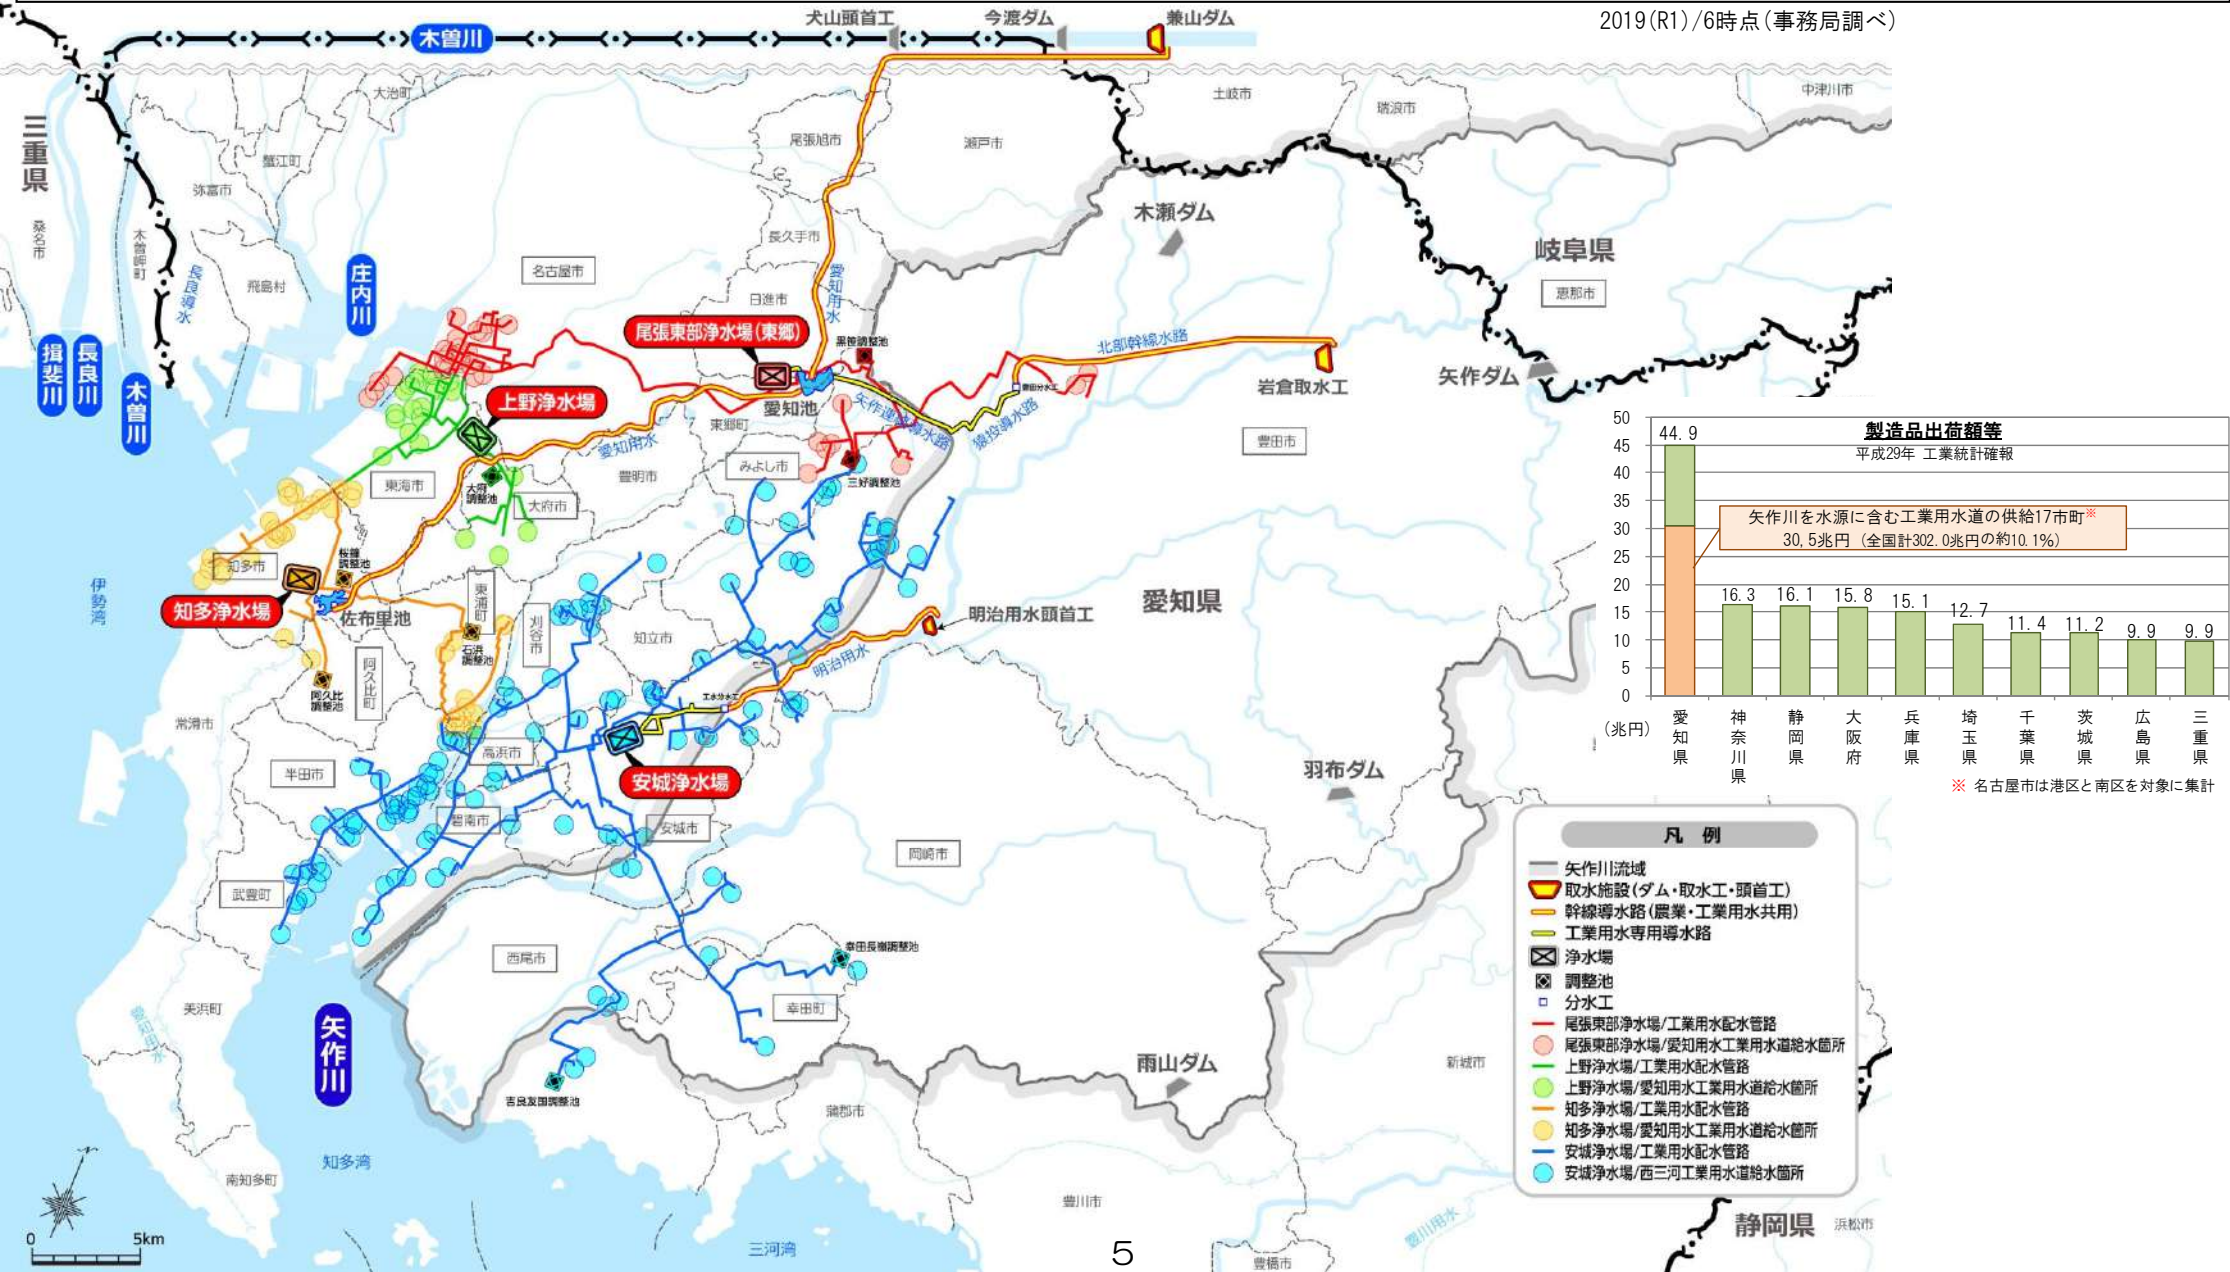 2019(R1)/6時点(事務局調べ)
犬山頭首工
今渡ダム
兼山ダム
木曽川
大治町
土岐市
瑞浪市
中津川市
三重県
尾張旭市
瀬戸市
蟹江町
弥富市
桑名市
木曽岬町
長久手市
木瀬ダム
岐阜県
庄内川
名古屋市
長良導水
飛島村
日進市
愛知用水
恵那市
尾張東部浄水場(東郷)
黒笹調整池
北部幹線水路
揖斐川
長良川
木曽川
上野浄水場
愛知池
岩倉取水工
矢作ダム
東郷町
猿投導水路
愛知用水
豊明市
みよし市
豊田市
東海市
大府調整池
大府市
三好調整池
知多市
伊勢湾
知多浄水場
佐布里池
東浦町
石浜調整池
刈谷市
知立市
明治用水頭首工
愛知県
明治用水
阿久比町
阿久比調整池
工水分水工
常滑市
高浜市
半田市
安城浄水場
羽布ダム
碧南市
安城市
岡崎市
武豊町
西尾市
幸田町
美浜町
愛知用水
矢作川
吉良友国調整池
雨山ダム
新城市
蒲郡市
知多湾
南知多町
豊川市
豊川用水
静岡県
浜松市
三河湾
豊橋市
0 5km
5
製造品出荷額等
平成29年 工業統計確報
50
45
40
35
30
25
20
15
10
5
0
(兆円)
44.9
16.3
16.1
15.8
15.1
12.7
11.4
11.2
9.9
9.9
矢作川を水源に含む工業用水道の供給17市町※
30,5兆円 (全国計302.0兆円の約10.1%)
愛知県
神奈川県
静岡県
大阪府
兵庫県
埼玉県
千葉県
茨城県
広島県
三重県
※ 名古屋市は港区と南区を対象に集計
凡 例
矢作川流域
取水施設(ダム・取水工・頭首工)
幹線導水路(農業・工業用水共用)
工業用水専用導水路
浄水場
調整池
分水工
尾張東部浄水場/工業用水配水管路
尾張東部浄水場/愛知用水工業用水道給水箇所
上野浄水場/工業用水配水管路
上野浄水場/愛知用水工業用水道給水箇所
知多浄水場/工業用水配水管路
知多浄水場/愛知用水工業用水道給水箇所
安城浄水場/工業用水配水管路
安城浄水場/西三河工業用水道給水箇所